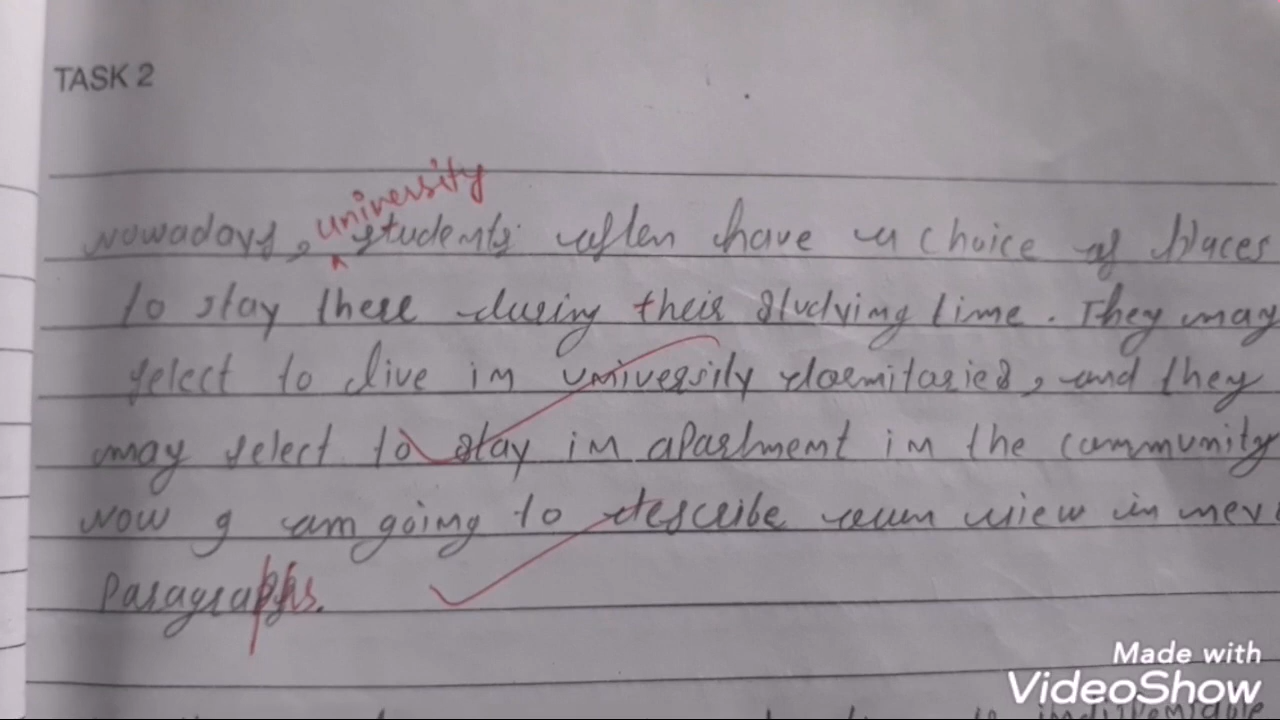 TASK 2
university
Nowadays, students often have a choice of places
to stay there during their studying time. They may
select to live in university dormitaries, and they
may select to stay in apartment in the community
Now I am going to describe own view in
Paragraphs.
indispensable
Made with
VideoShow